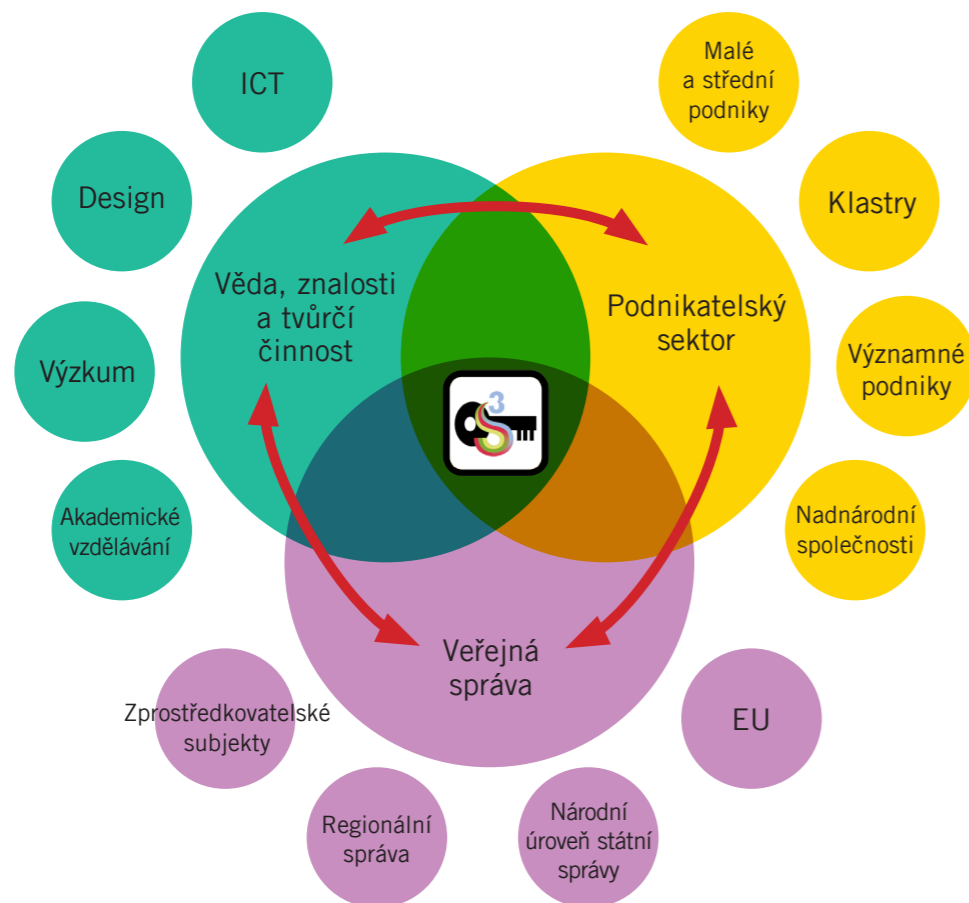 ICT
Malé
a střední
podniky
Design
Klastry
Věda, znalosti
a tvůrčí
činnost
Podnikatelský
sektor
Výzkum
Významné
podniky
3
S
Akademické
vzdělávání
Nadnárodní
společnosti
Veřejná
správa
Zprostředkovatelské
subjekty
EU
Regionální
správa
Národní
úroveň státní
správy